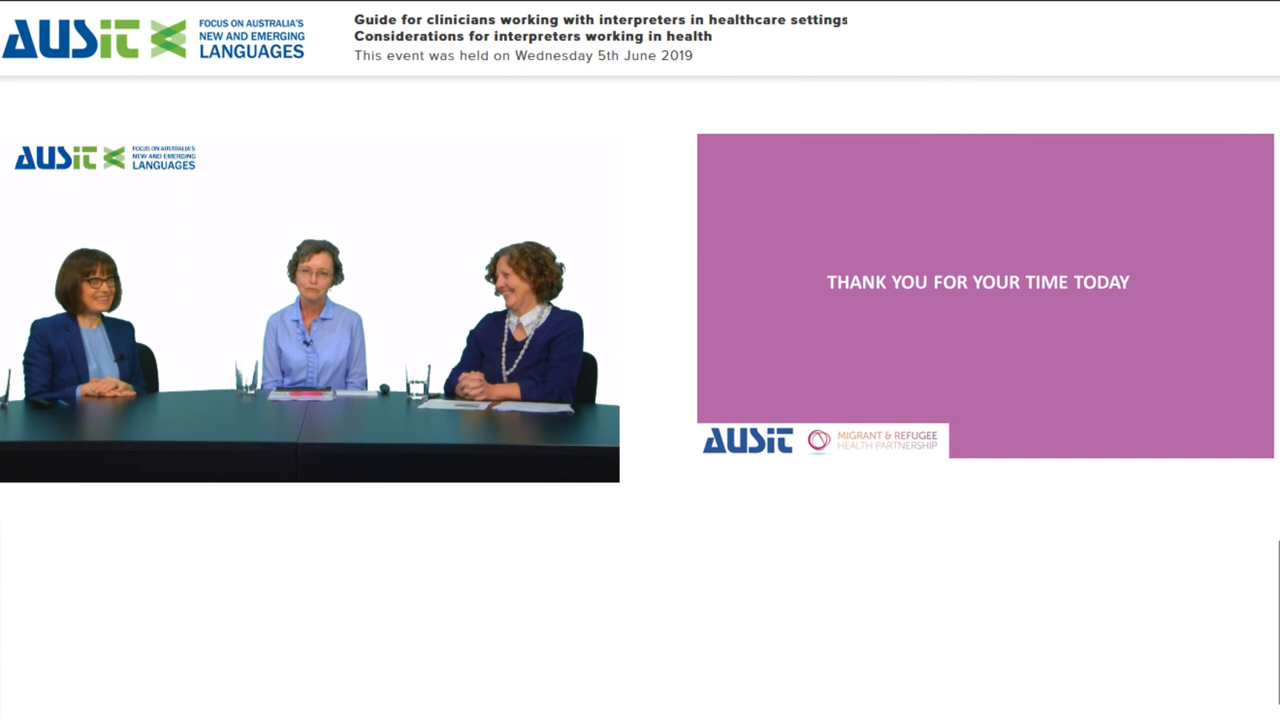 AUSiT
FOCUS ON AUSTRALIA'S
NEW AND EMERGING
LANGUAGES
Guide for clinicians working with interpreters in healthcare settings
Considerations for interpreters working in health
This event was held on Wednesday 5th June 2019
AUSiT
FOCUS ON AUSTRALIA'S
NEW AND EMERGING
LANGUAGES
THANK YOU FOR YOUR TIME TODAY
AUSiT
MIGRANT & REFUGEE
HEALTH PARTNERSHIP